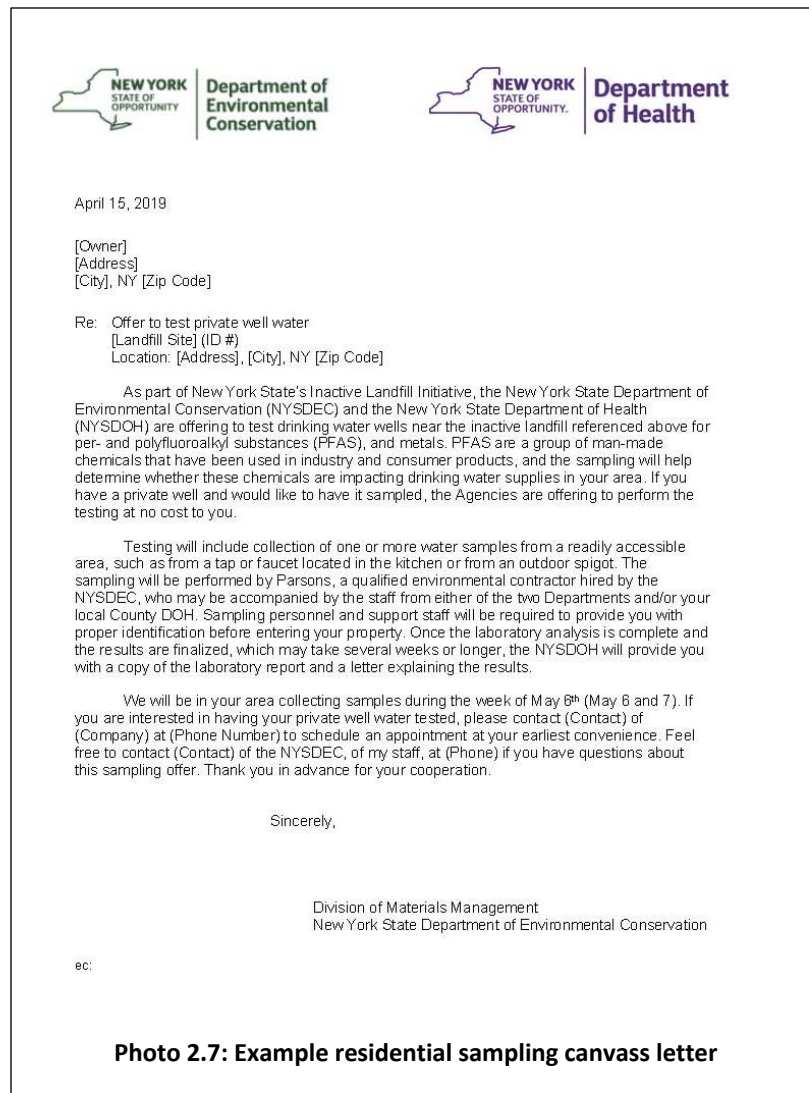 NEW YORK
STATE OF
OPPORTUNITY
Department of
Environmental
Conservation
NEW YORK
STATE OF
OPPORTUNITY.
Department
of Health
April 15, 2019
[Owner]
[Address]
[City], NY [Zip Code]
Re: Offer to test private well water
[Landfill Site] (ID #)
Location: [Address], [City], NY [Zip Code]
As part of New York State's Inactive Landfill Initiative, the New York State Department of
Environmental Conservation (NYSDEC) and the New York State Department of Health
(NYSDOH) are offering to test drinking water wells near the inactive landfill referenced above for
per- and polyfluoroalkyl substances (PFAS), and metals. PFAS are a group of man-made
chemicals that have been used in industry and consumer products, and the sampling will help
determine whether these chemicals are impacting drinking water supplies in your area. If you
have a private well and would like to have it sampled, the Agencies are offering to perform the
testing at no cost to you.
Testing will include collection of one or more water samples from a readily accessible
area, such as from a tap or faucet located in the kitchen or from an outdoor spigot. The
sampling will be performed by Parsons, a qualified environmental contractor hired by the
NYSDEC, who may be accompanied by the staff from either of the two Departments and/or your
local County DOH. Sampling personnel and support staff will be required to provide you with
proper identification before entering your property. Once the laboratory analysis is complete and
the results are finalized, which may take several weeks or longer, the NYSDOH will provide you
with a copy of the laboratory report and a letter explaining the results.
We will be in your area collecting samples during the week of May 6th (May 6 and 7). If
you are interested in having your private well water tested, please contact (Contact) of
(Company) at (Phone Number) to schedule an appointment at your earliest convenience. Feel
free to contact (Contact) of the NYSDEC, of my staff, at (Phone) if you have questions about
this sampling offer. Thank you in advance for your cooperation.
Sincerely,
Division of Materials Management
New York State Department of Environmental Conservation
ec:
Photo 2.7: Example residential sampling canvass letter